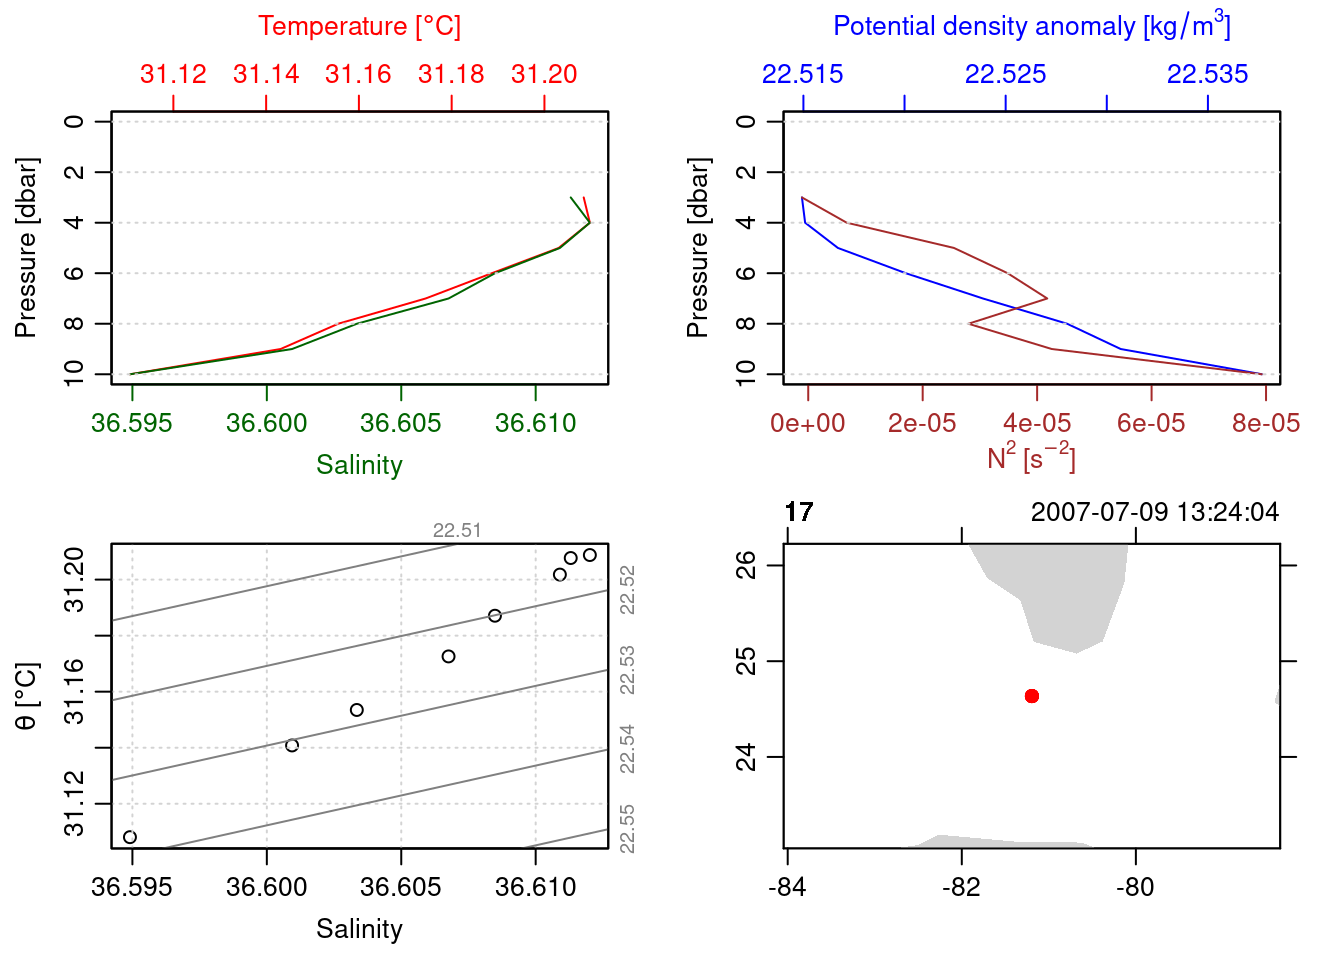 Temperature [°C]
31.12 31.14 31.16 31.18 31.20
Pressure [dbar]
0
2
4
6
8
10
36.595 36.600 36.605 36.610
Salinity
Potential density anomaly [kg/m³]
22.515 22.525 22.535
Pressure [dbar]
0
2
4
6
8
10
0e+00 2e-05 4e-05 6e-05 8e-05
N² [s⁻²]
22.51
θ [°C]
31.20
31.16
31.12
22.52
22.53
22.54
22.55
36.595 36.600 36.605 36.610
Salinity
17 2007-07-09 13:24:04
26
25
24
-84 -82 -80